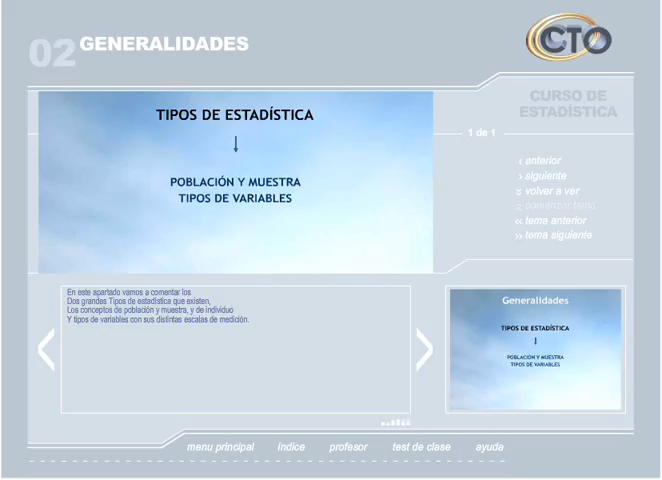 02 GENERALIDADES
CTO
CURSO DE
ESTADÍSTICA
1 de 1
‹ anterior
› siguiente
volver a ver
comenzar tema
‹‹ tema anterior
›› tema siguiente
TIPOS DE ESTADÍSTICA
POBLACIÓN Y MUESTRA
TIPOS DE VARIABLES
En este apartado vamos a comentar los
Dos grandes Tipos de estadística que existen,
Los conceptos de población y muestra, y de individuo
Y tipos de variables con sus distintas escalas de medición.
Generalidades
TIPOS DE ESTADÍSTICA
POBLACIÓN Y MUESTRA
TIPOS DE VARIABLES
menu principal índice profesor test de clase ayuda